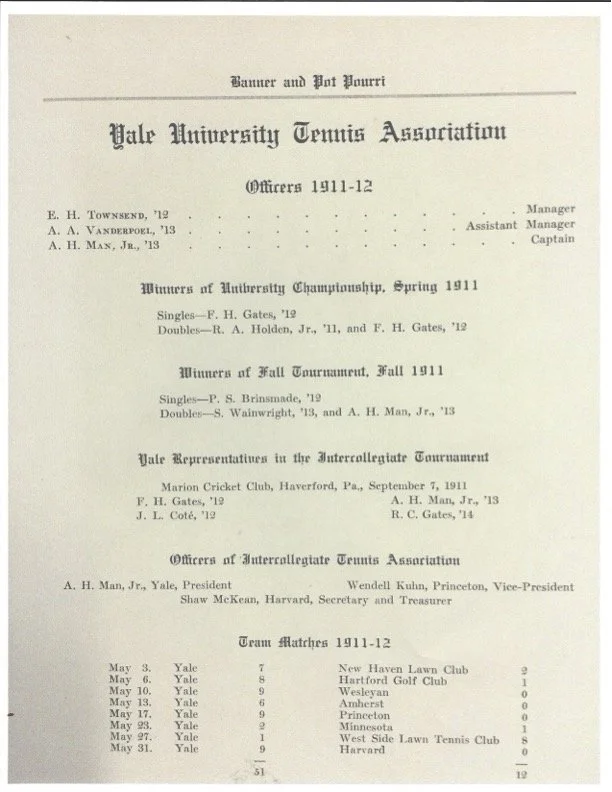 Banner and Pot Pourri
Yale University Tennis Association
Officers 1911-12
E. H. Townsend, '12 . . . . . . . . . . Manager
A. A. Vanderpoel, '13 . . . . . . . . Assistant Manager
A. H. Man, Jr., '13 . . . . . . . . . . Captain
Winners of University Championship, Spring 1911
Singles—F. H. Gates, '12
Doubles—R. A. Holden, Jr., '11, and F. H. Gates, '12
Winners of Fall Tournament, Fall 1911
Singles—P. S. Brinsmade, '12
Doubles—S. Wainwright, '13, and A. H. Man, Jr., '13
Yale Representatives in the Intercollegiate Tournament
Marion Cricket Club, Haverford, Pa., September 7, 1911
F. H. Gates, '12 A. H. Man, Jr., '13
J. L. Coté, '12 R. C. Gates, '14
Officers of Intercollegiate Tennis Association
A. H. Man, Jr., Yale, President Wendell Kuhn, Princeton, Vice-President
Shaw McKean, Harvard, Secretary and Treasurer
Team Matches 1911-12
May 3. Yale 7 New Haven Lawn Club 2
May 6. Yale 8 Hartford Golf Club 1
May 10. Yale 9 Wesleyan 0
May 13. Yale 6 Amherst 0
May 17. Yale 9 Princeton 0
May 23. Yale 2 Minnesota 1
May 27. Yale 1 West Side Lawn Tennis Club 8
May 31. Yale 9 Harvard 0
51 12